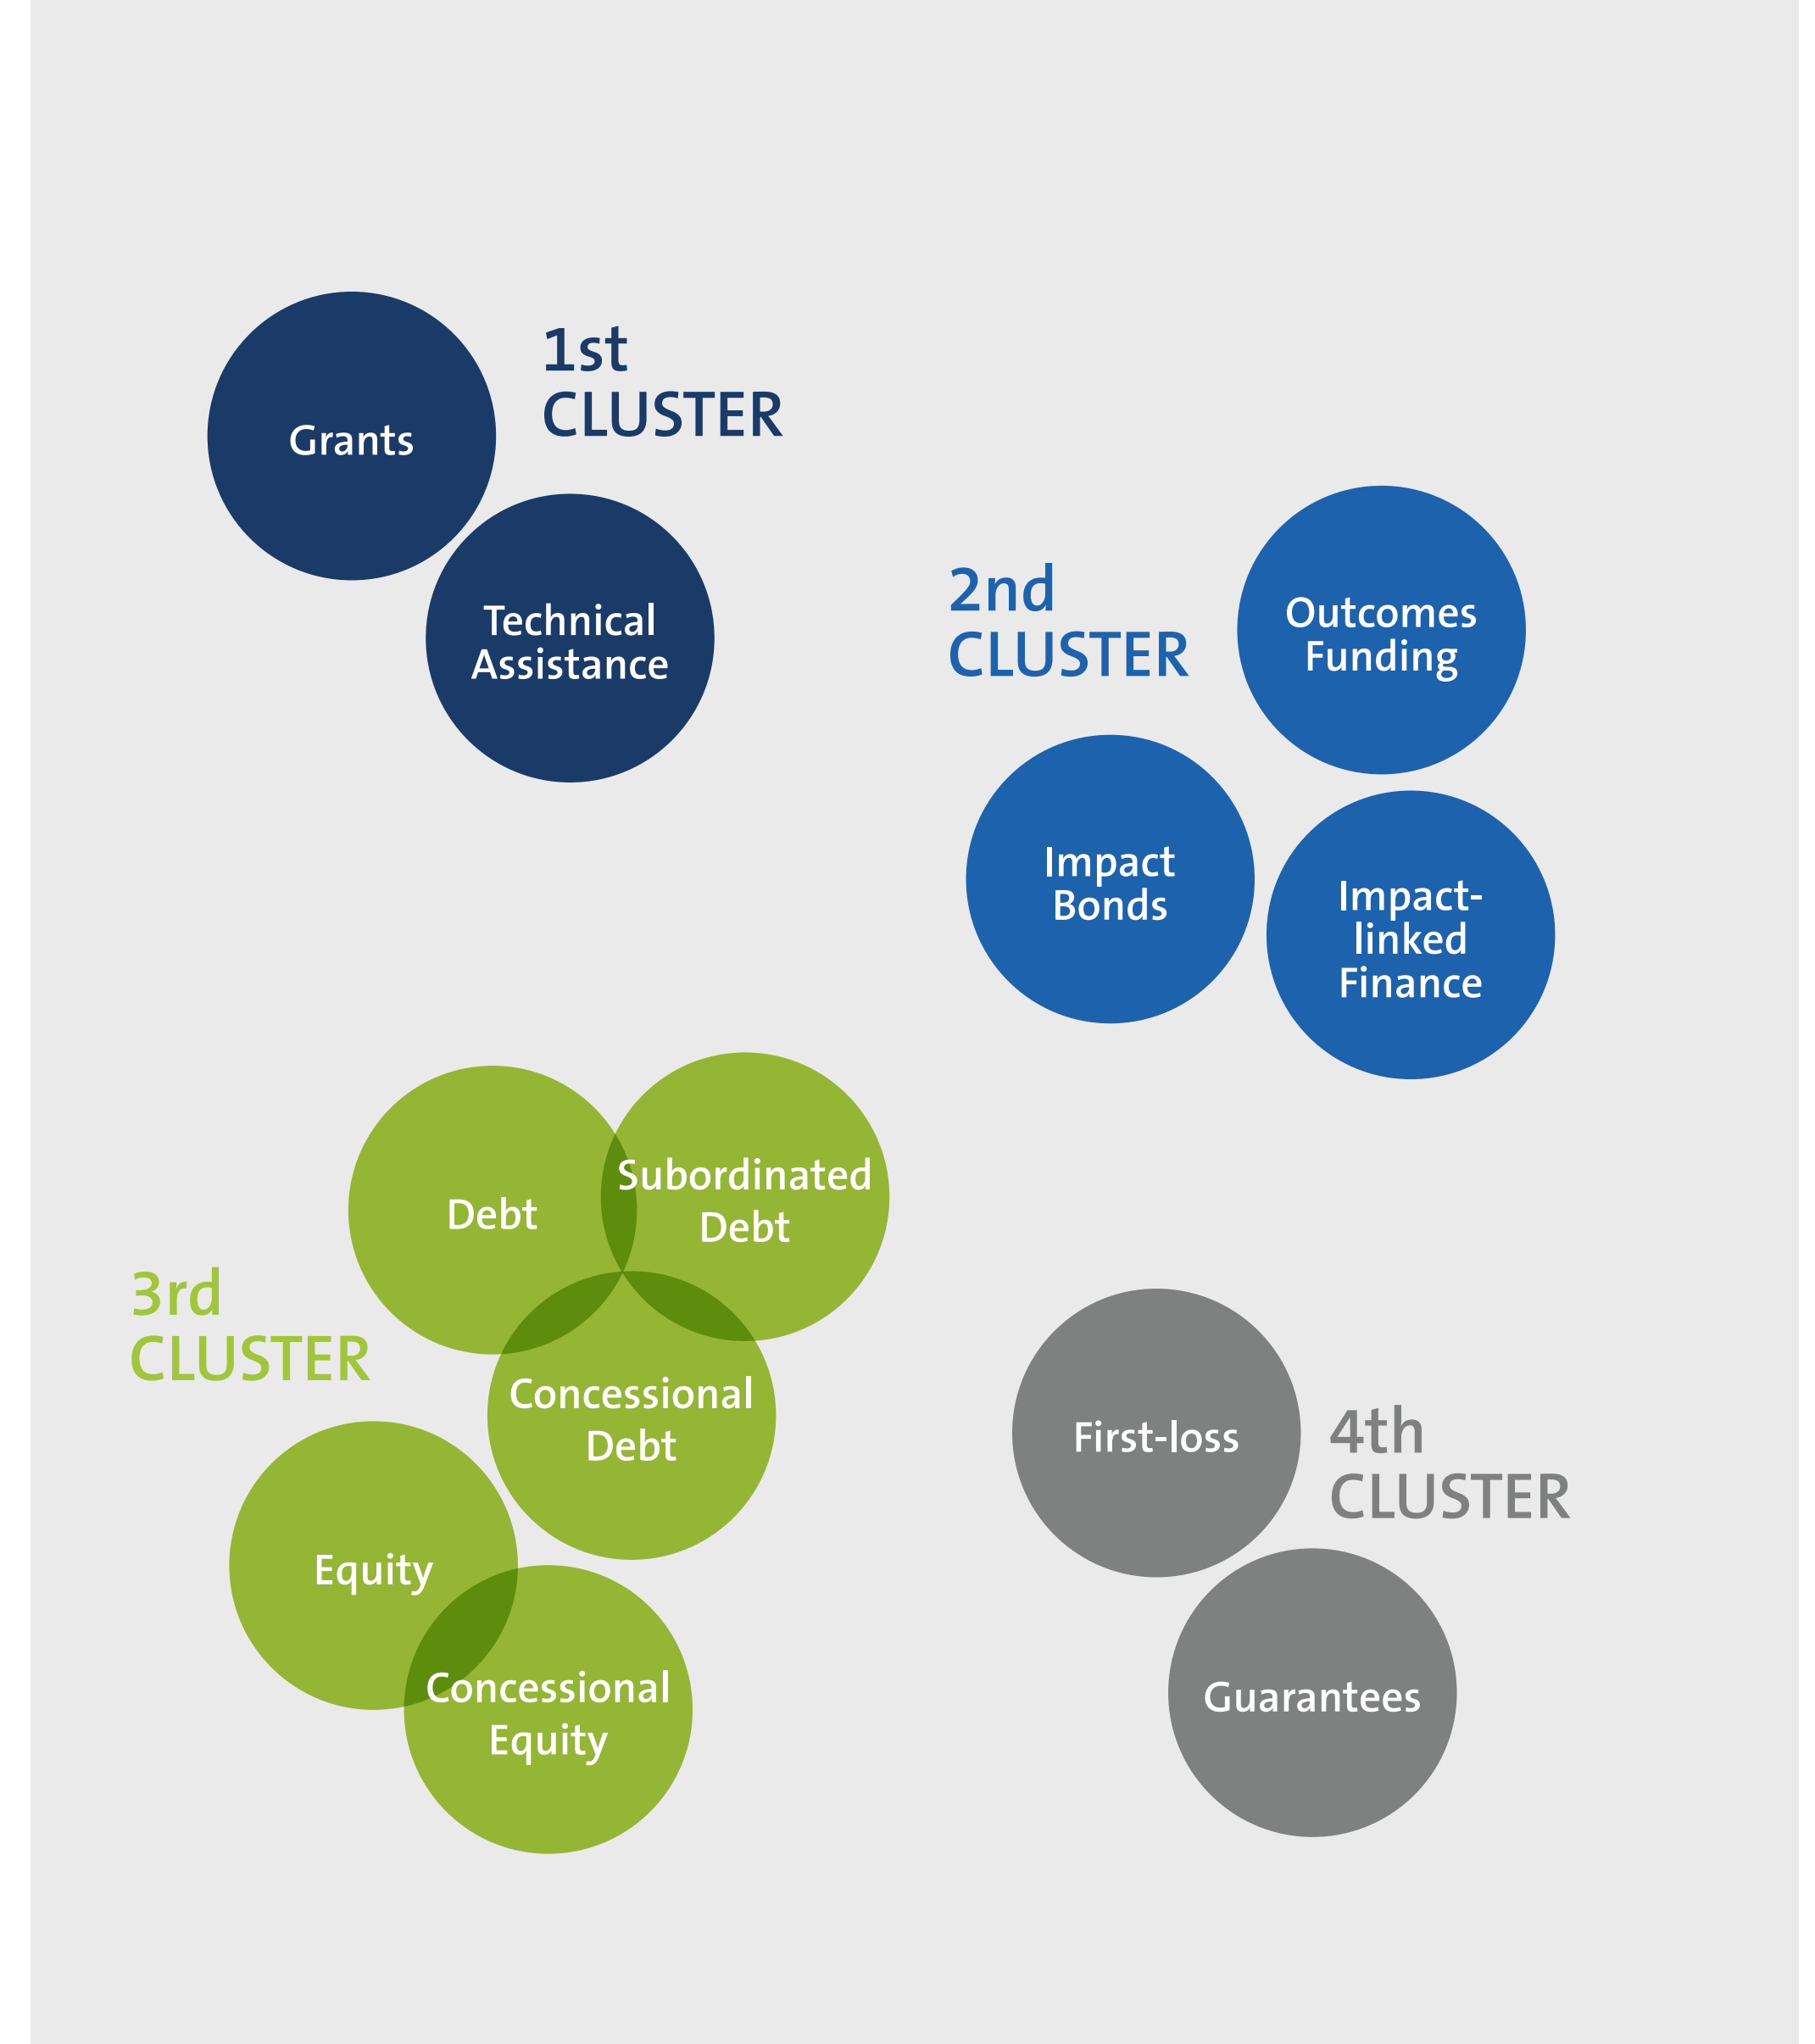 1st
CLUSTER
Grants
Technical
Assistance
2nd
CLUSTER
Outcomes
Funding
Impact
Bonds
Impact-
linked
Finance
3rd
CLUSTER
Debt
Subordinated
Debt
Concessional
Debt
Equity
Concessional
Equity
4th
CLUSTER
First-loss
Guarantees